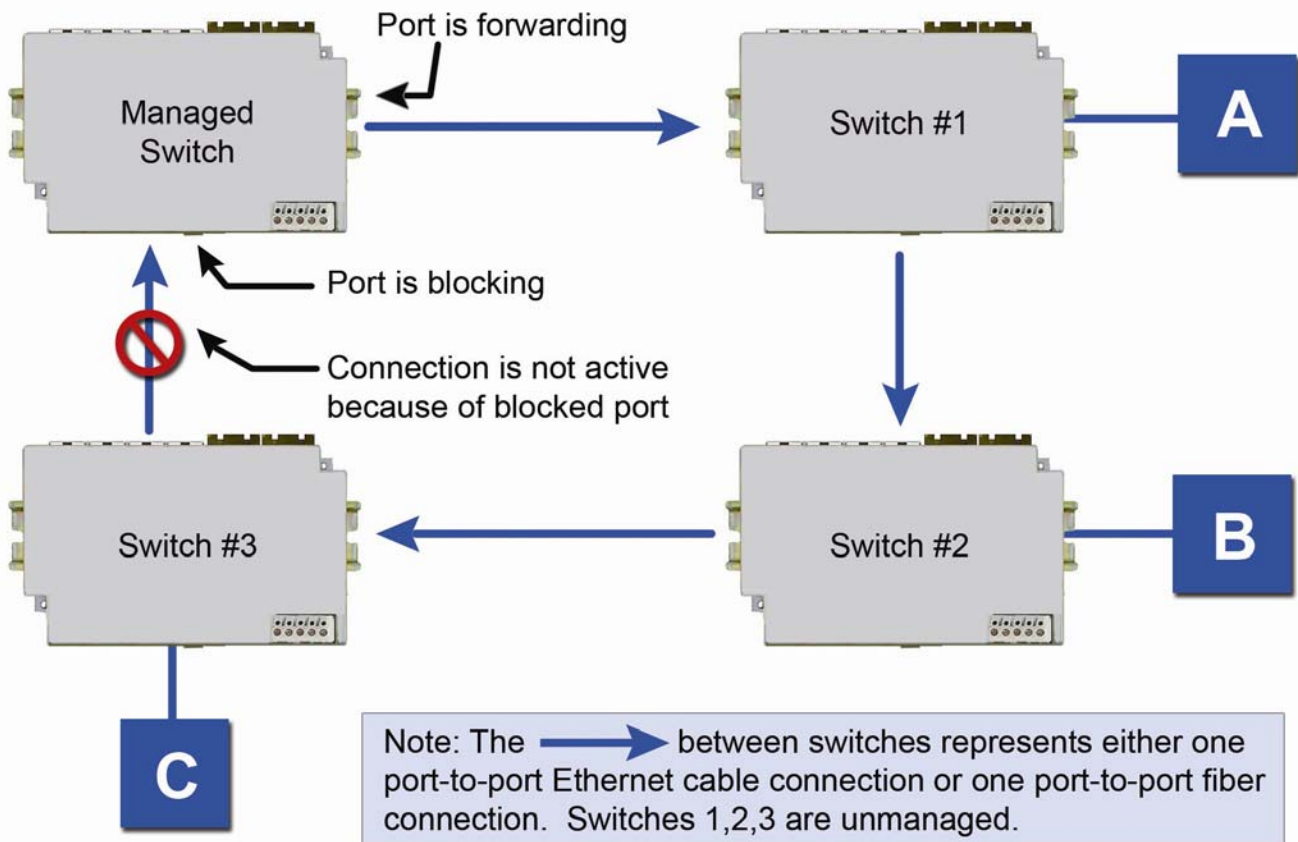 Port is forwarding
Managed
Switch
Switch #1
A
Port is blocking
Connection is not active
because of blocked port
Switch #3
Switch #2
B
C
Note: The between switches represents either one
port-to-port Ethernet cable connection or one port-to-port fiber
connection. Switches 1,2,3 are unmanaged.